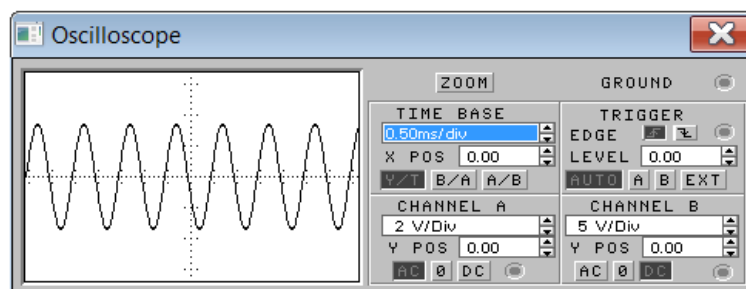 Oscilloscope
ZOOM
GROUND
TIME BASE
0.50ms/div
X POS 0.00
Y/T B/A A/B
TRIGGER
EDGE
LEVEL 0.00
AUTO A B EXT
CHANNEL A
2 V/Div
Y POS 0.00
AC 0 DC
CHANNEL B
5 V/Div
Y POS 0.00
AC 0 DC